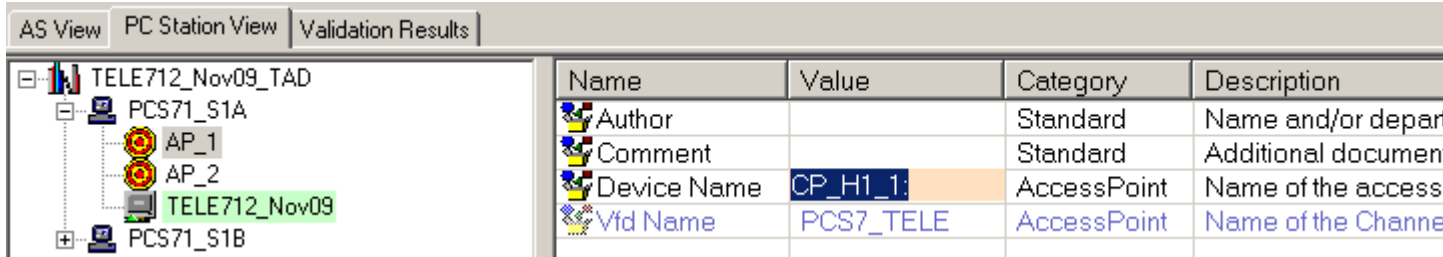 AS View PC Station View Validation Results
TELE712_Nov09_TAD
PCS71_S1A
AP_1
AP_2
TELE712_Nov09
PCS71_S1B
Name Value Category Description
Author Standard Name and/or depar
Comment Standard Additional documen
Device Name CP_H1_1: AccessPoint Name of the access
Vfd Name PCS7_TELE AccessPoint Name of the Channe